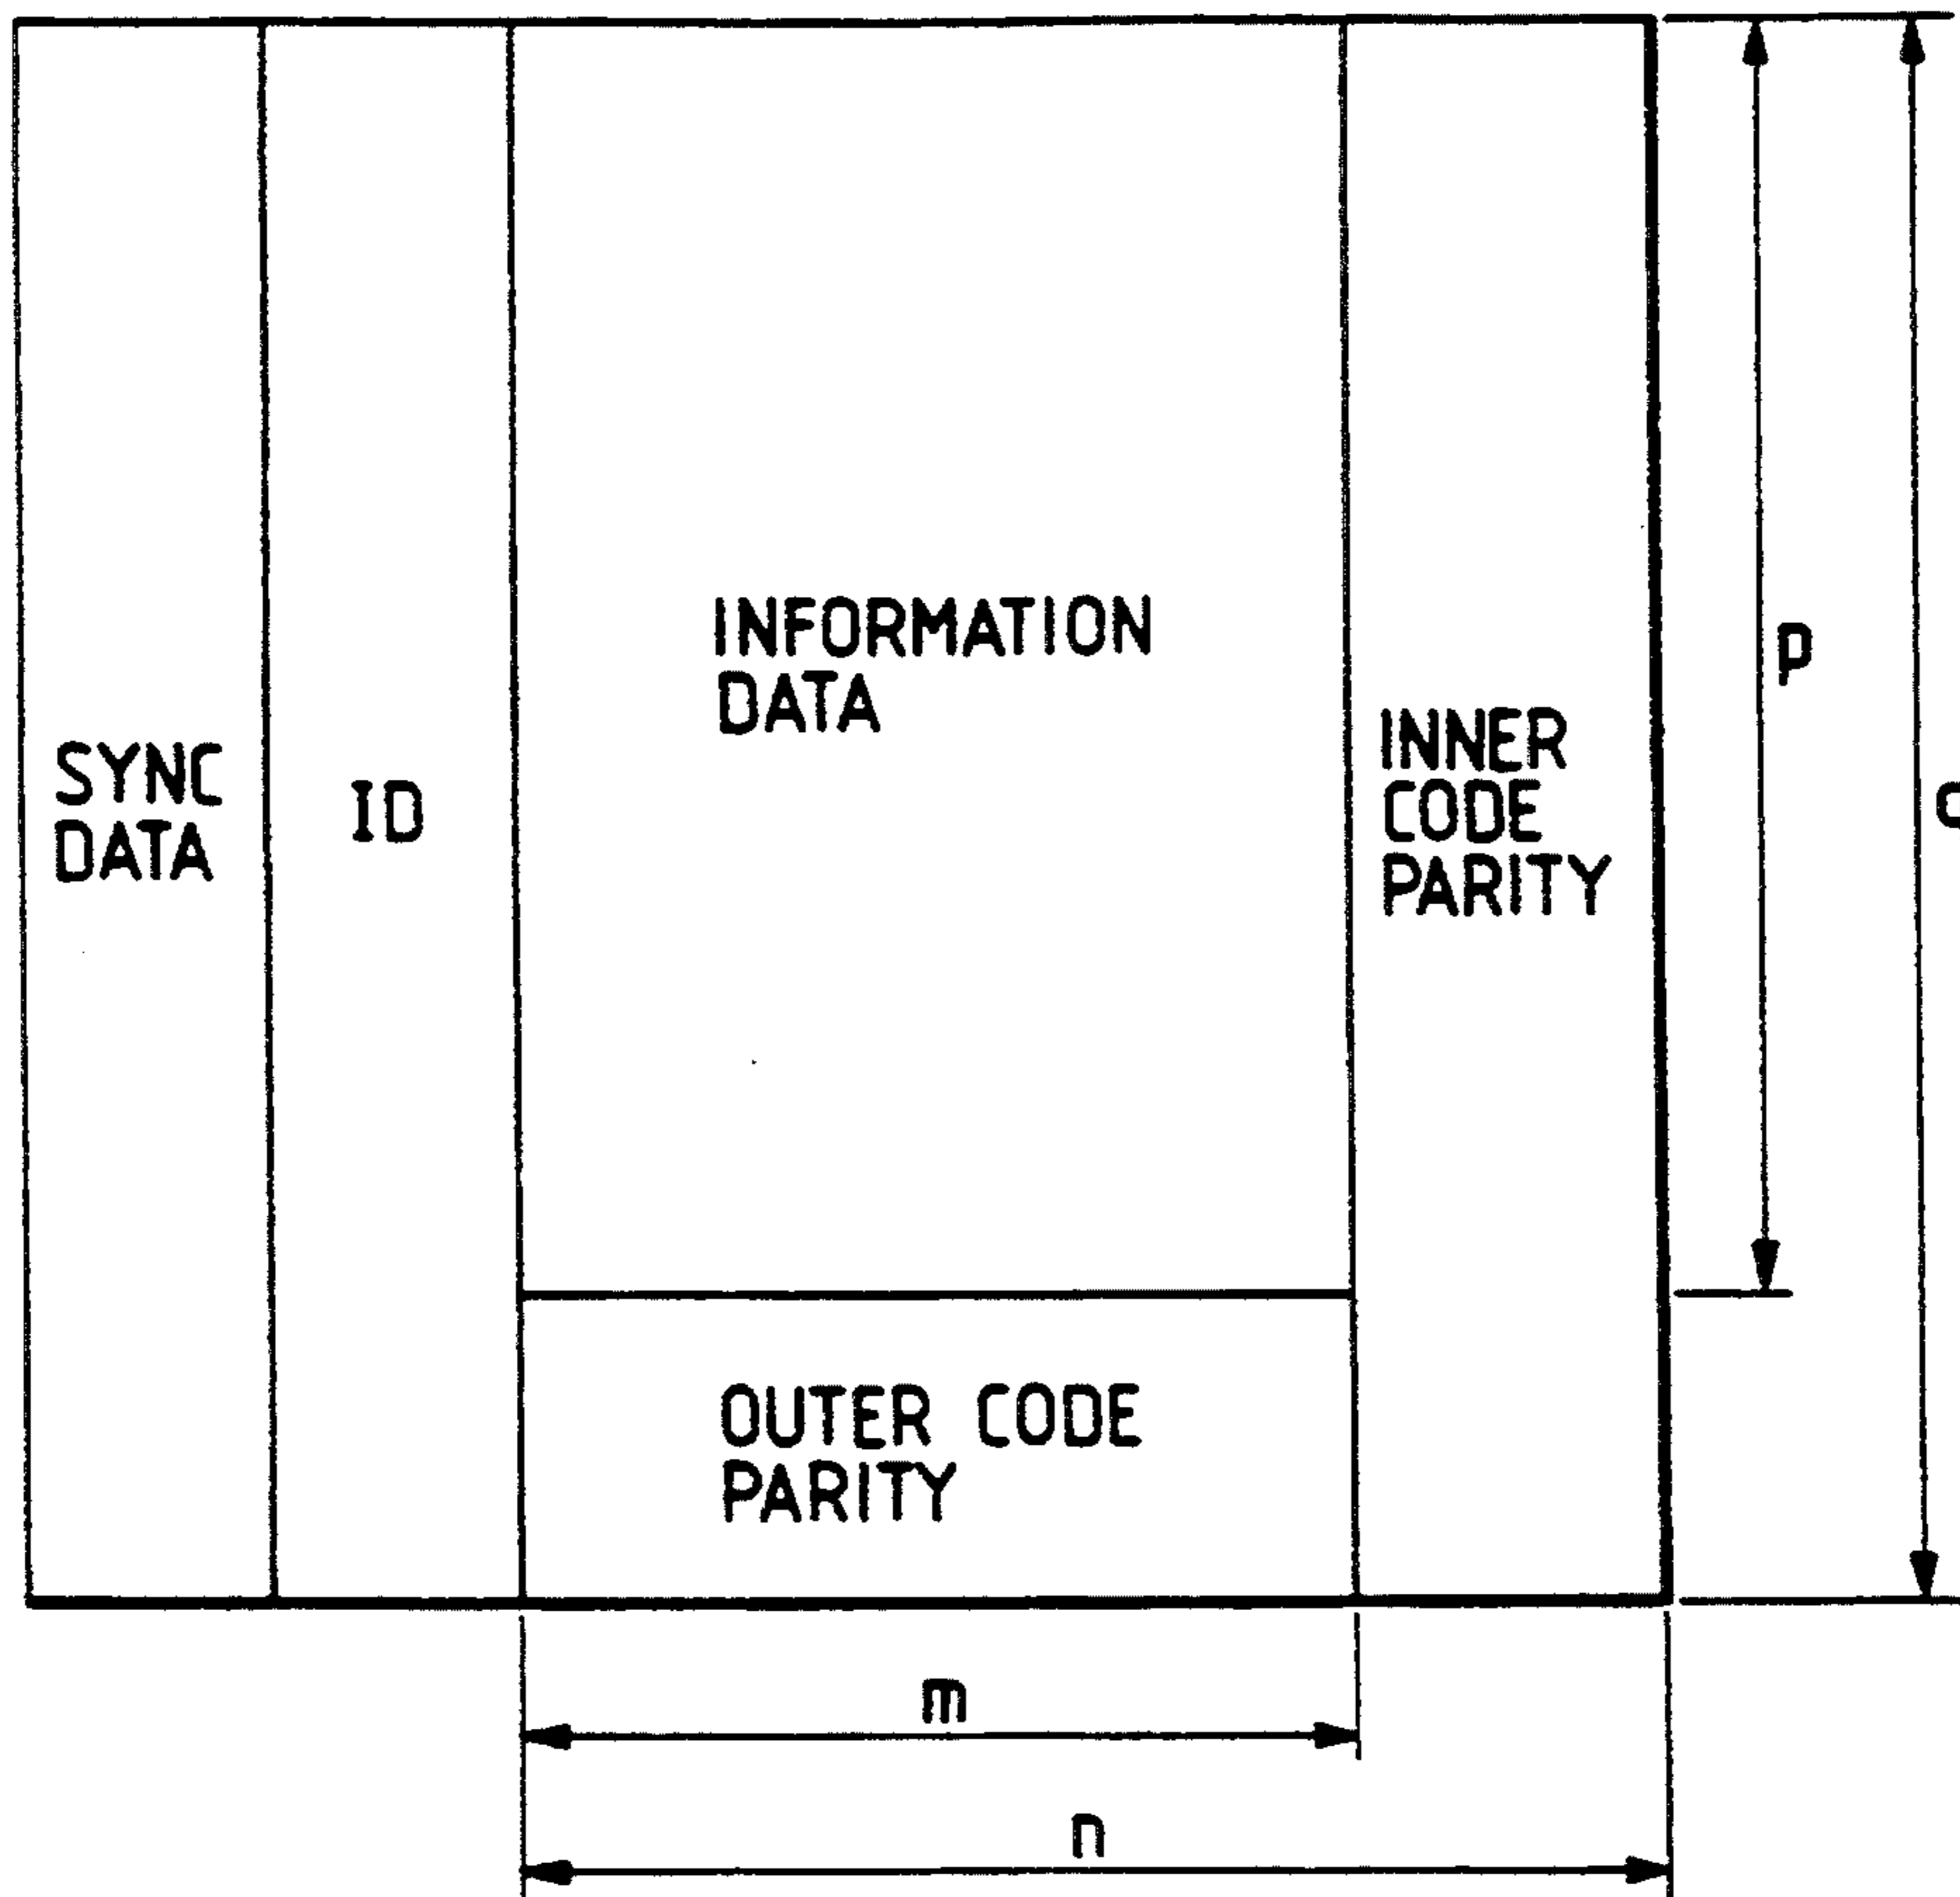 SYNC
DATA
ID
INFORMATION
DATA
INNER
CODE
PARITY
OUTER CODE
PARITY
p
m
n